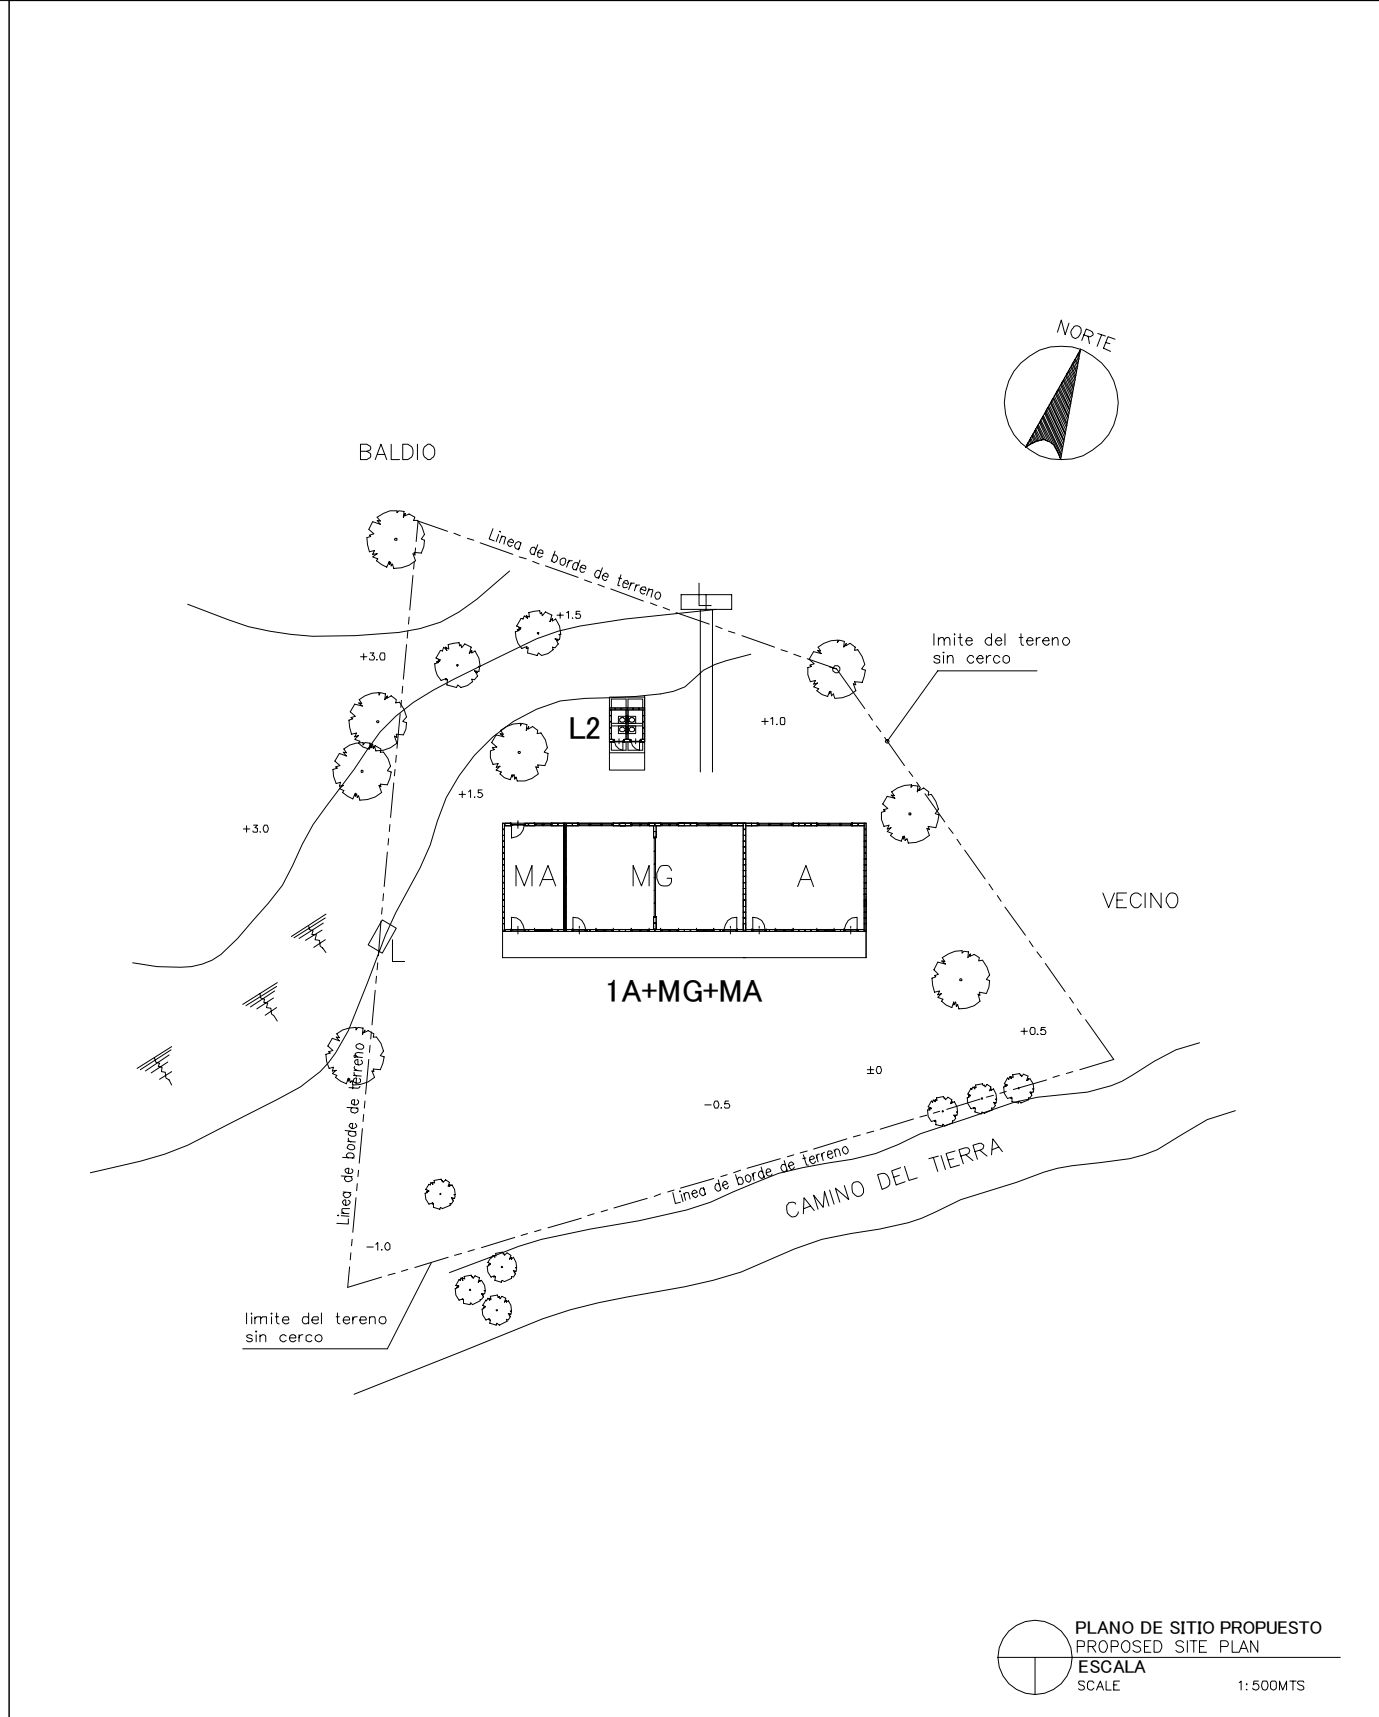 NORTE
BALDIO
Linea de borde de terreno
+1.5
L
lmite del tereno
sin cerco
+3.0
+1.0
L2
+1.5
+3.0
MA
MG
A
VECINO
L
1A+MG+MA
+0.5
±0
-0.5
Linea de borde de terreno
Linea de borde de terreno
CAMINO DEL TIERRA
-1.0
limite del tereno
sin cerco
PLANO DE SITIO PROPUESTO
PROPOSED SITE PLAN
ESCALA
SCALE 1:500MTS